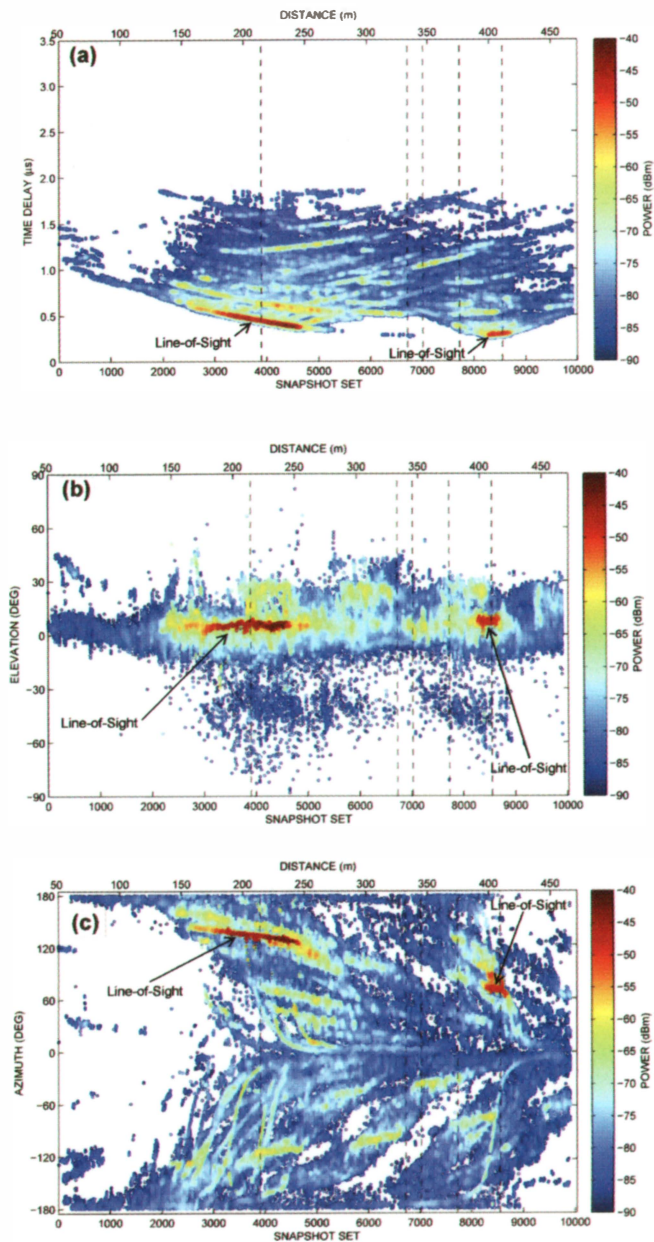 DISTANCE (m)
50 100 150 200 250 300 350 400 450
(a)
3.5
3.0
2.5
2.0
1.5
1.0
0.5
0
TIME DELAY (µs)
Line-of-Sight
Line-of-Sight
0 1000 2000 3000 4000 5000 6000 7000 8000 9000 10000
SNAPSHOT SET
-40
-45
-50
-55
-60
-65
-70
-75
-80
-85
-90
POWER (dBm)
DISTANCE (m)
50 100 150 200 250 300 350 400 450
(b)
90
60
30
0
-30
-60
-90
ELEVATION (DEG)
Line-of-Sight
Line-of-Sight
0 1000 2000 3000 4000 5000 6000 7000 8000 9000 10000
SNAPSHOT SET
-40
-45
-50
-55
-60
-65
-70
-75
-80
-85
-90
POWER (dBm)
DISTANCE (m)
50 100 150 200 250 300 350 400 450
(c)
180
120
60
0
-60
-120
-180
AZIMUTH (DEG)
Line-of-Sight
Line-of-Sight
0 1000 2000 3000 4000 5000 6000 7000 8000 9000 10000
SNAPSHOT SET
-40
-45
-50
-55
-60
-65
-70
-75
-80
-85
-90
POWER (dBm)